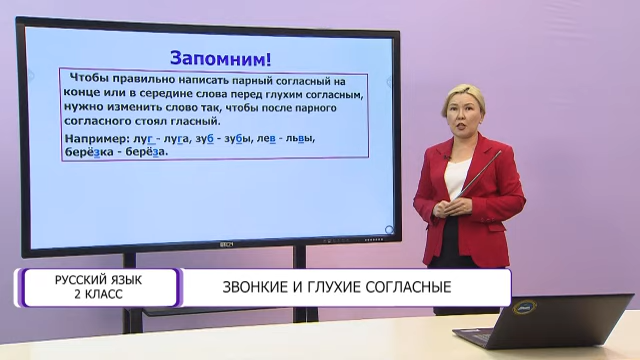 Запомним!
Чтобы правильно написать парный согласный на
конце или в середине слова перед глухим согласным,
нужно изменить слово так, чтобы после парного
согласного стоял гласный.
Например: луг - луга, зуб - зубы, лев - львы,
берёзка - берёза.
РУССКИЙ ЯЗЫК
2 КЛАСС
ЗВОНКИЕ И ГЛУХИЕ СОГЛАСНЫЕ